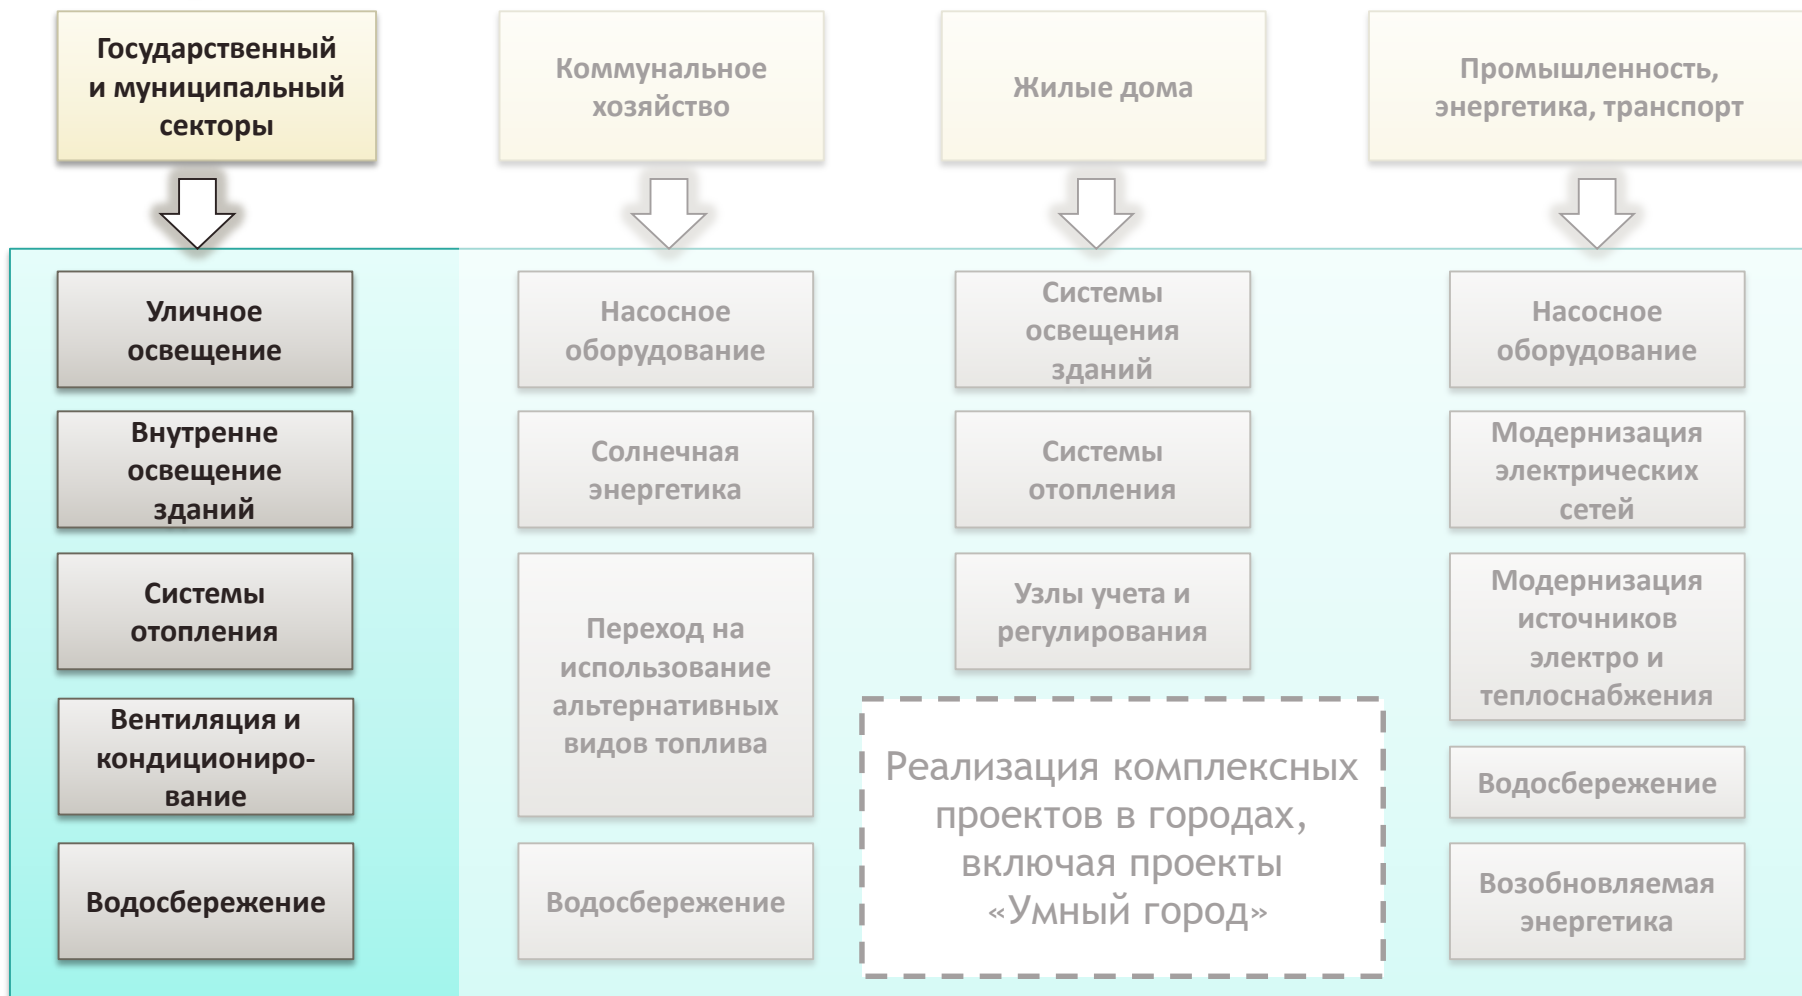 Государственный
и муниципальный
секторы
Коммунальное
хозяйство
Жилые дома
Промышленность,
энергетика, транспорт
Уличное
освещение
Внутренне
освещение
зданий
Системы
отопления
Вентиляция и
кондициониро-
вание
Водосбережение
Насосное
оборудование
Солнечная
энергетика
Переход на
использование
альтернативных
видов топлива
Водосбережение
Системы
освещения
зданий
Системы
отопления
Узлы учета и
регулирования
Реализация комплексных
проектов в городах,
включая проекты
«Умный город»
Насосное
оборудование
Модернизация
электрических
сетей
Модернизация
источников
электро и
теплоснабжения
Водосбережение
Возобновляемая
энергетика